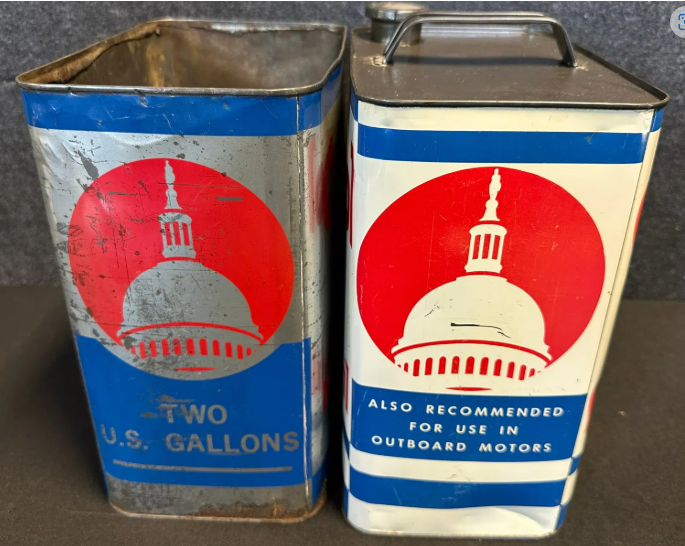 TWO
U.S. GALLONS
ALSO RECOMMENDED
FOR USE IN
OUTBOARD MOTORS